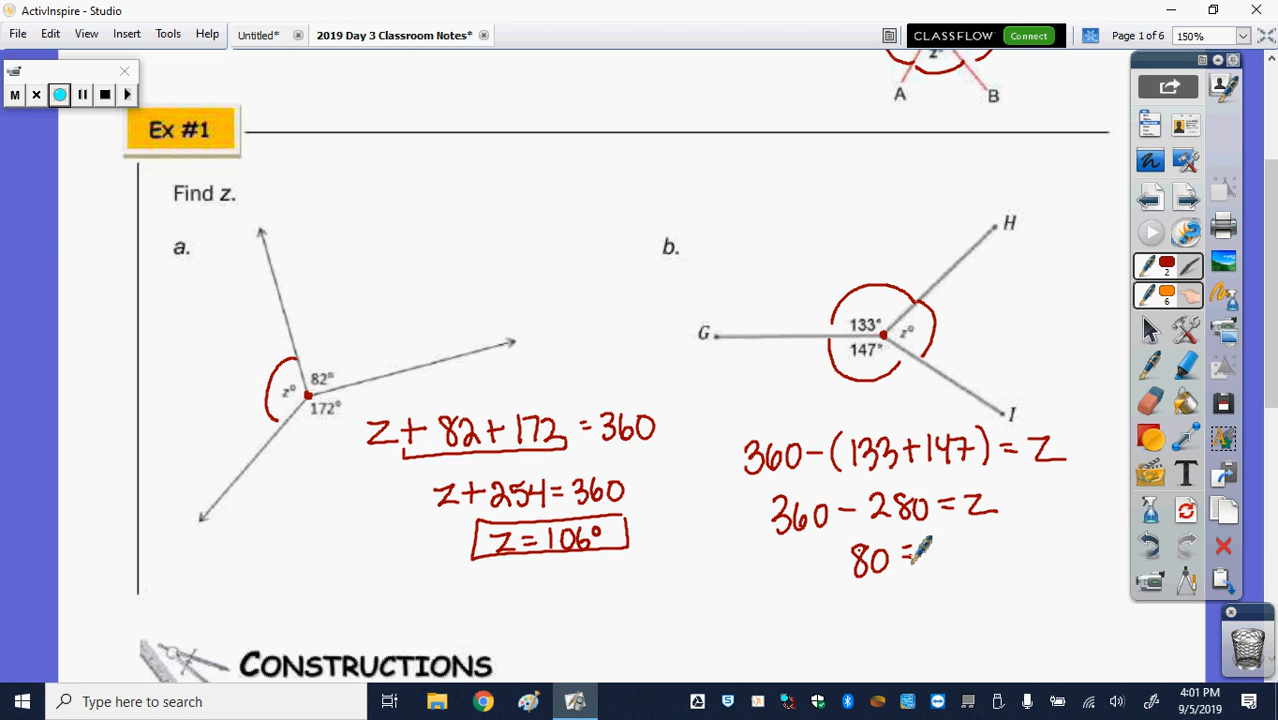 ActivInspire - Studio
File Edit View Insert Tools Help Untitled* 2019 Day 3 Classroom Notes* CLASSFLOW Connect Page 1 of 6 150%
M
z°
A B
Ex #1
Find z.
a.
82°
z°
172°
z + 82 + 172 = 360
z + 254 = 360
z = 106°
b.
H
133°
z°
G
147°
I
360 - (133 + 147) = z
360 - 280 = z
80 =
CONSTRUCTIONS
2
6
Type here to search
4:01 PM
9/5/2019